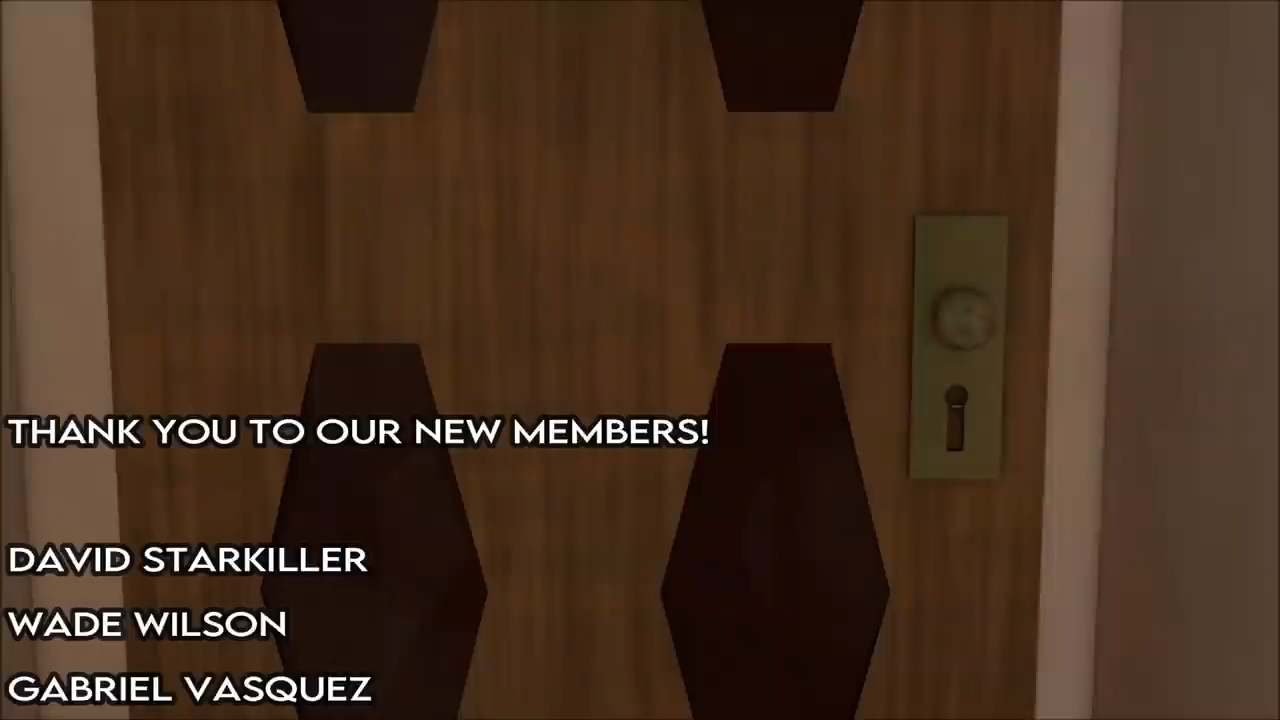 THANK YOU TO OUR NEW MEMBERS!
DAVID STARKILLER
WADE WILSON
GABRIEL VASQUEZ